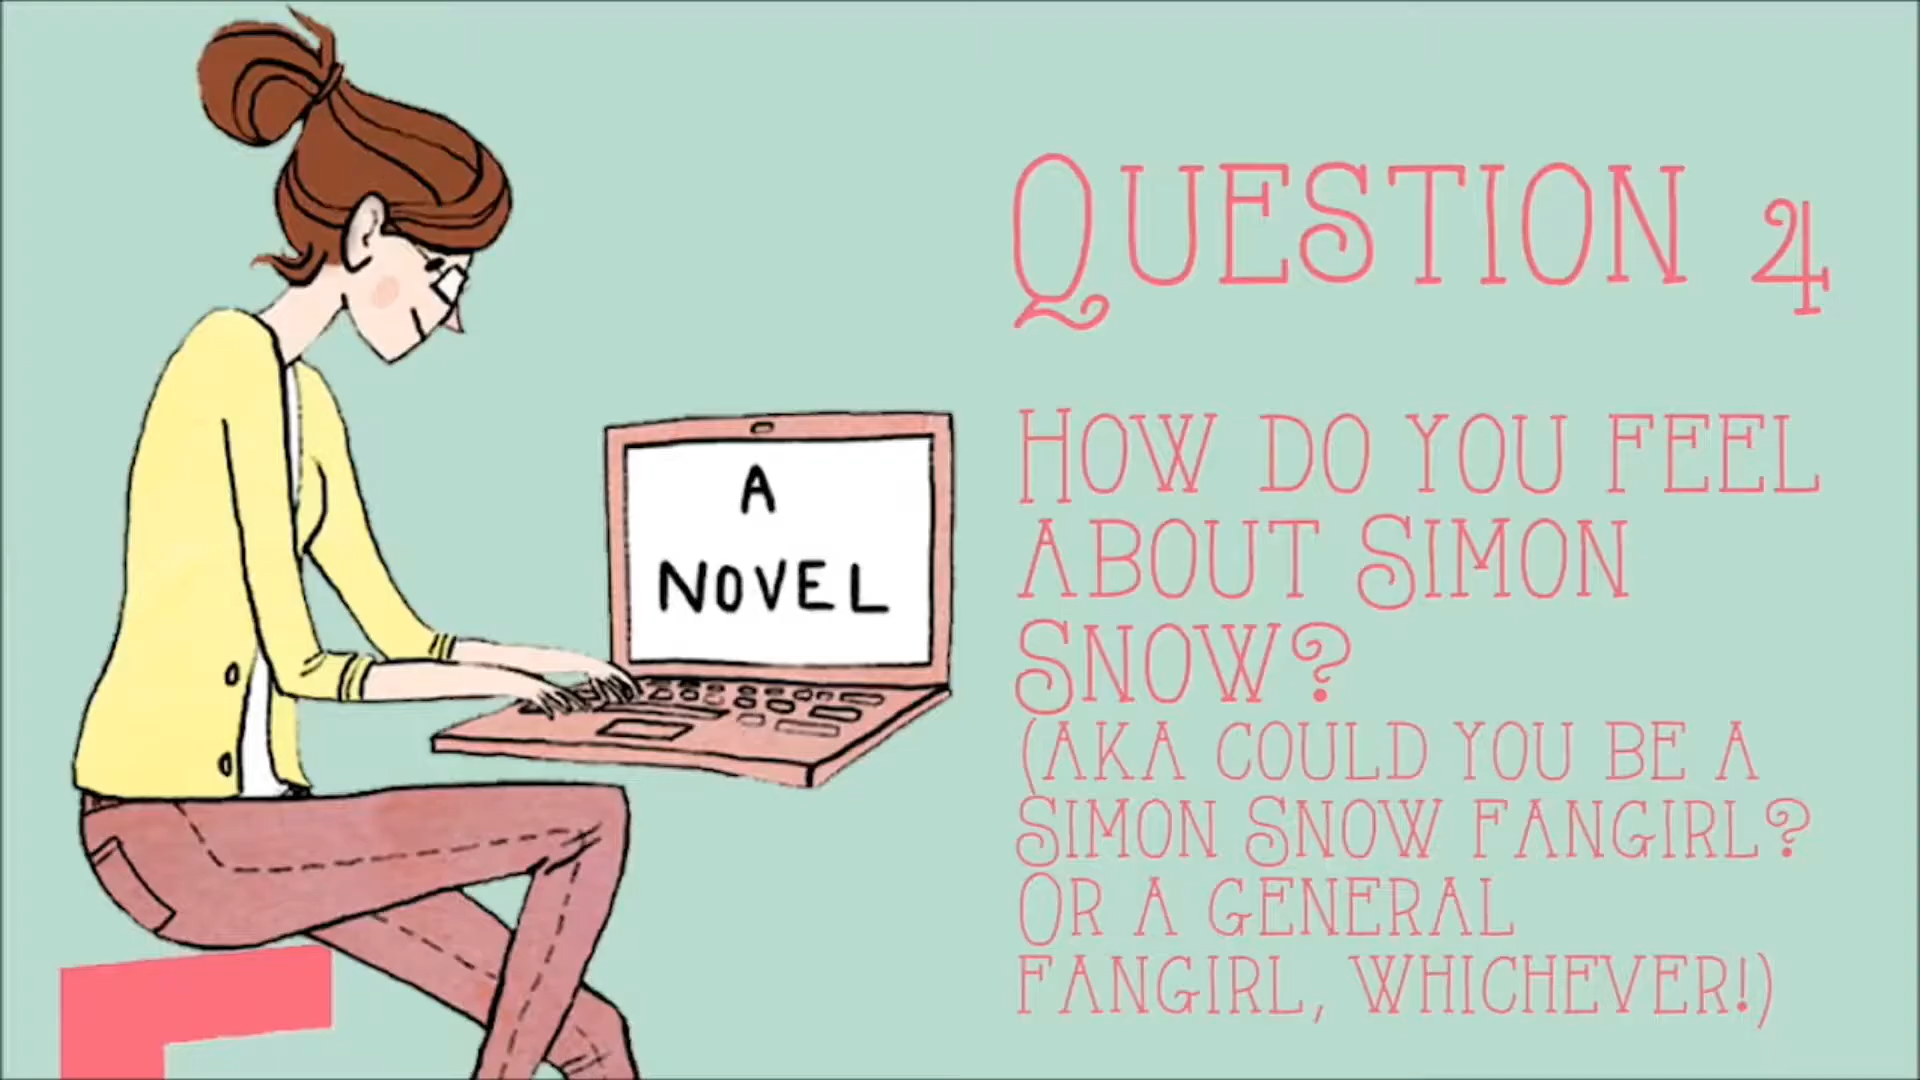 A
NOVEL
QUESTION 4
HOW DO YOU FEEL
ABOUT SIMON
SNOW?
(AKA COULD YOU BE A
SIMON SNOW FANGIRL?
OR A GENERAL
FANGIRL, WHICHEVER!)